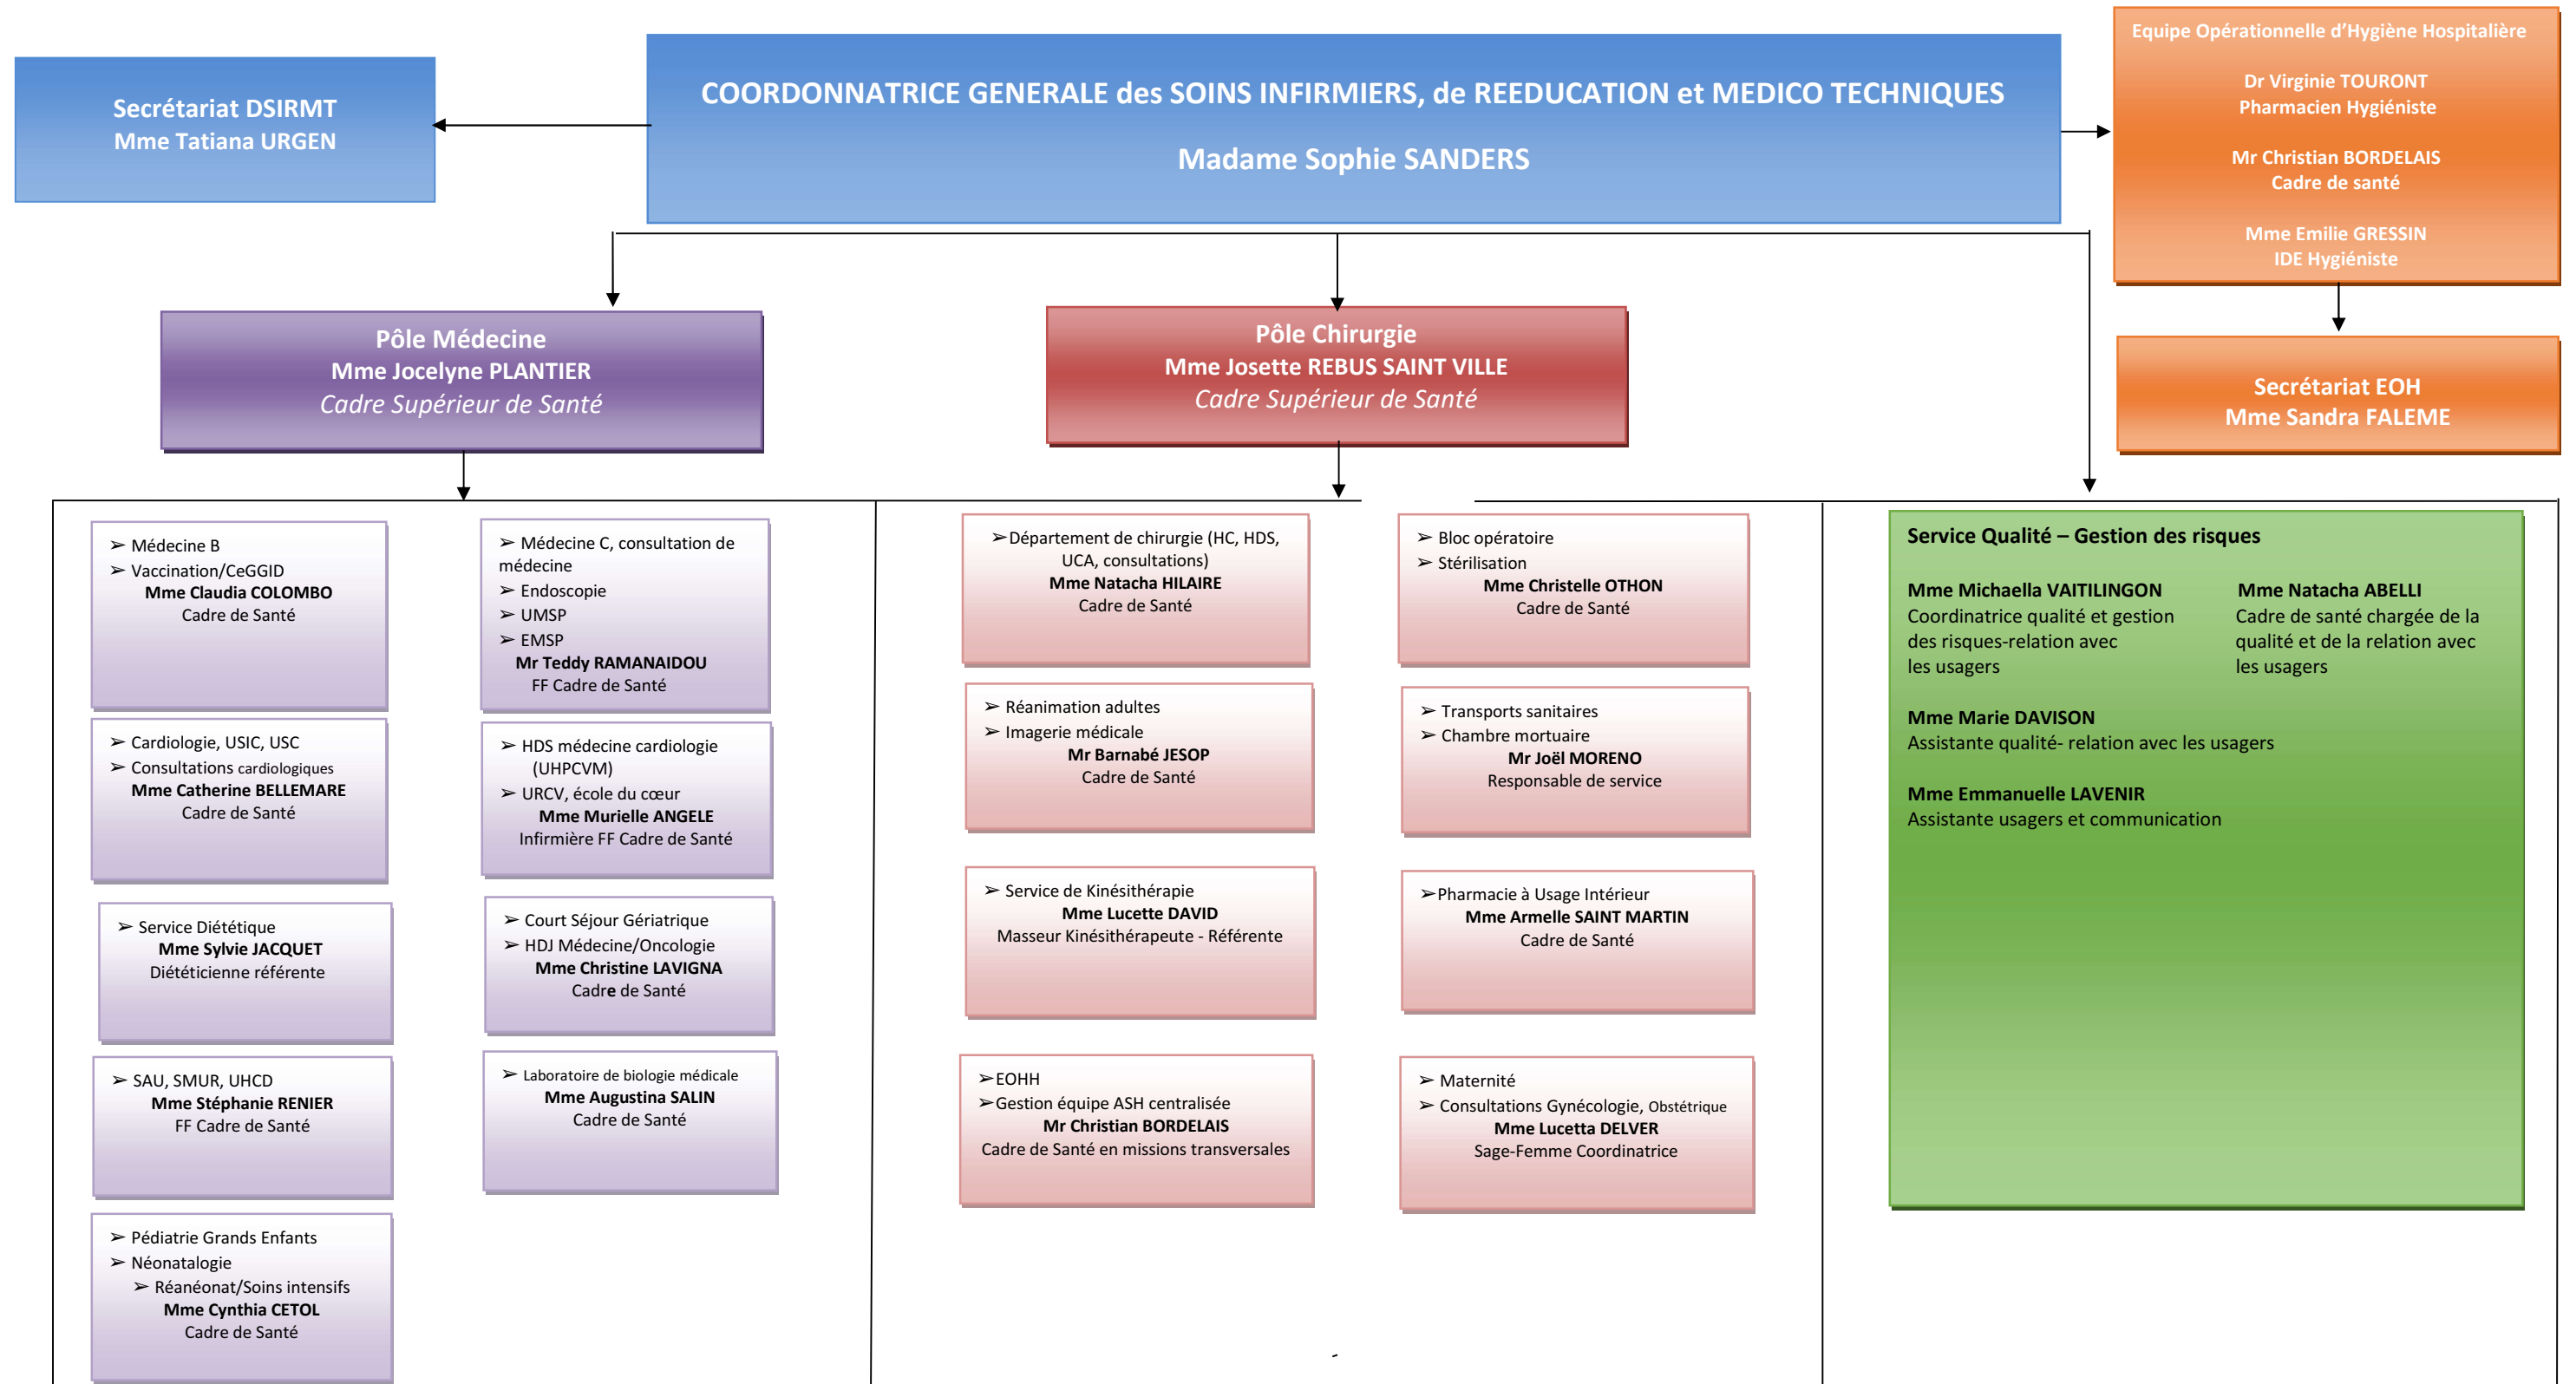 Secrétariat DSIRMT
Mme Tatiana URGEN
COORDONNATRICE GENERALE des SOINS INFIRMIERS, de REEDUCATION et MEDICO TECHNIQUES
Madame Sophie SANDERS
Equipe Opérationnelle d’Hygiène Hospitalière
Dr Virginie TOURONT
Pharmacien Hygiéniste
Mr Christian BORDELAIS
Cadre de santé
Mme Emilie GRESSIN
IDE Hygiéniste
Secrétariat EOH
Mme Sandra FALEME
Pôle Médecine
Mme Jocelyne PLANTIER
Cadre Supérieur de Santé
Pôle Chirurgie
Mme Josette REBUS SAINT VILLE
Cadre Supérieur de Santé
➢ Médecine B
➢ Vaccination/CeGGID
Mme Claudia COLOMBO
Cadre de Santé
➢ Médecine C, consultation de
médecine
➢ Endoscopie
➢ UMSP
➢ EMSP
Mr Teddy RAMANAIDOU
FF Cadre de Santé
➢ Cardiologie, USIC, USC
➢ Consultations cardiologiques
Mme Catherine BELLEMARE
Cadre de Santé
➢ HDS médecine cardiologie
(UHPCVM)
➢ URCV, école du cœur
Mme Murielle ANGELE
Infirmière FF Cadre de Santé
➢ Service Diététique
Mme Sylvie JACQUET
Diététicienne référente
➢ Court Séjour Gériatrique
➢ HDJ Médecine/Oncologie
Mme Christine LAVIGNA
Cadre de Santé
➢ SAU, SMUR, UHCD
Mme Stéphanie RENIER
FF Cadre de Santé
➢ Laboratoire de biologie médicale
Mme Augustina SALIN
Cadre de Santé
➢ Pédiatrie Grands Enfants
➢ Néonatalogie
➢ Réanéonat/Soins intensifs
Mme Cynthia CETOL
Cadre de Santé
➢Département de chirurgie (HC, HDS,
UCA, consultations)
Mme Natacha HILAIRE
Cadre de Santé
➢ Bloc opératoire
➢ Stérilisation
Mme Christelle OTHON
Cadre de Santé
➢ Réanimation adultes
➢ Imagerie médicale
Mr Barnabé JESOP
Cadre de Santé
➢ Transports sanitaires
➢ Chambre mortuaire
Mr Joël MORENO
Responsable de service
➢ Service de Kinésithérapie
Mme Lucette DAVID
Masseur Kinésithérapeute - Référente
➢Pharmacie à Usage Intérieur
Mme Armelle SAINT MARTIN
Cadre de Santé
➢EOHH
➢Gestion équipe ASH centralisée
Mr Christian BORDELAIS
Cadre de Santé en missions transversales
➢ Maternité
➢ Consultations Gynécologie, Obstétrique
Mme Lucetta DELVER
Sage-Femme Coordinatrice
Service Qualité – Gestion des risques
Mme Michaella VAITILINGON
Coordinatrice qualité et gestion
des risques-relation avec
les usagers
Mme Natacha ABELLI
Cadre de santé chargée de la
qualité et de la relation avec
les usagers
Mme Marie DAVISON
Assistante qualité- relation avec les usagers
Mme Emmanuelle LAVENIR
Assistante usagers et communication